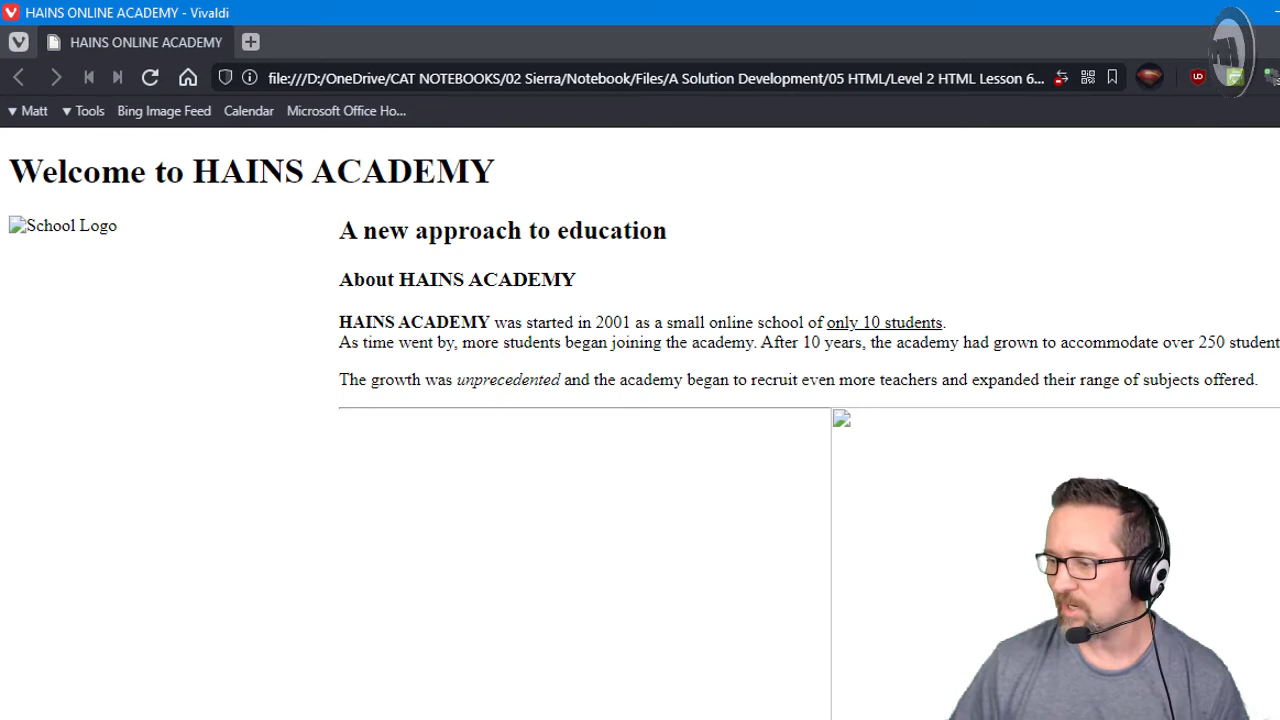 HAINS ONLINE ACADEMY - Vivaldi
HAINS ONLINE ACADEMY
file:///D:/OneDrive/CAT NOTEBOOKS/02 Sierra/Notebook/Files/A Solution Development/05 HTML/Level 2 HTML Lesson 6...
Matt Tools Bing Image Feed Calendar Microsoft Office Ho...
Welcome to HAINS ACADEMY
School Logo
A new approach to education
About HAINS ACADEMY
HAINS ACADEMY was started in 2001 as a small online school of only 10 students.
As time went by, more students began joining the academy. After 10 years, the academy had grown to accommodate over 250 student
The growth was unprecedented and the academy began to recruit even more teachers and expanded their range of subjects offered.